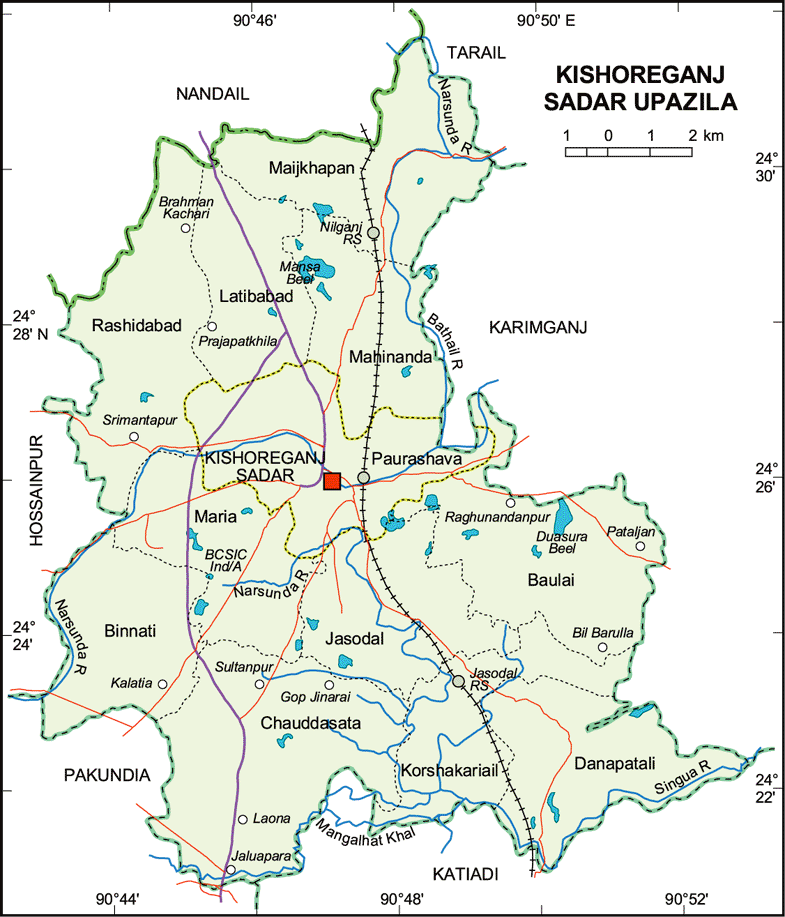 90°46'
90°50' E
TARAIL
KISHOREGANJ
SADAR UPAZILA
NANDAIL
Narsunda R
1 0 1 2 km
24°
30'
Maijkhapan
Brahman
Kachari
Nilganj
RS
Mansa
Beel
Latibabad
24°
28' N
Rashidabad
Prajapatkhila
Bathail R
KARIMGANJ
Mahinanda
Srimantapur
HOSSAINPUR
KISHOREGANJ
SADAR
Paurashava
24°
26'
Maria
Raghunandanpur
Duasura
Beel
Pataljan
BCSIC
Ind/A
Narsunda R
Baulai
Narsunda R
24°
24'
Binnati
Jasodal
Bil Barulla
Kalatia
Sultanpur
Gop Jinarai
Jasodal
RS
Chauddasata
PAKUNDIA
Korshakariail
Danapatali
Singua R
24°
22'
Laona
Mangalhat Khal
Jaluapara
KATIADI
90°44'
90°48'
90°52'